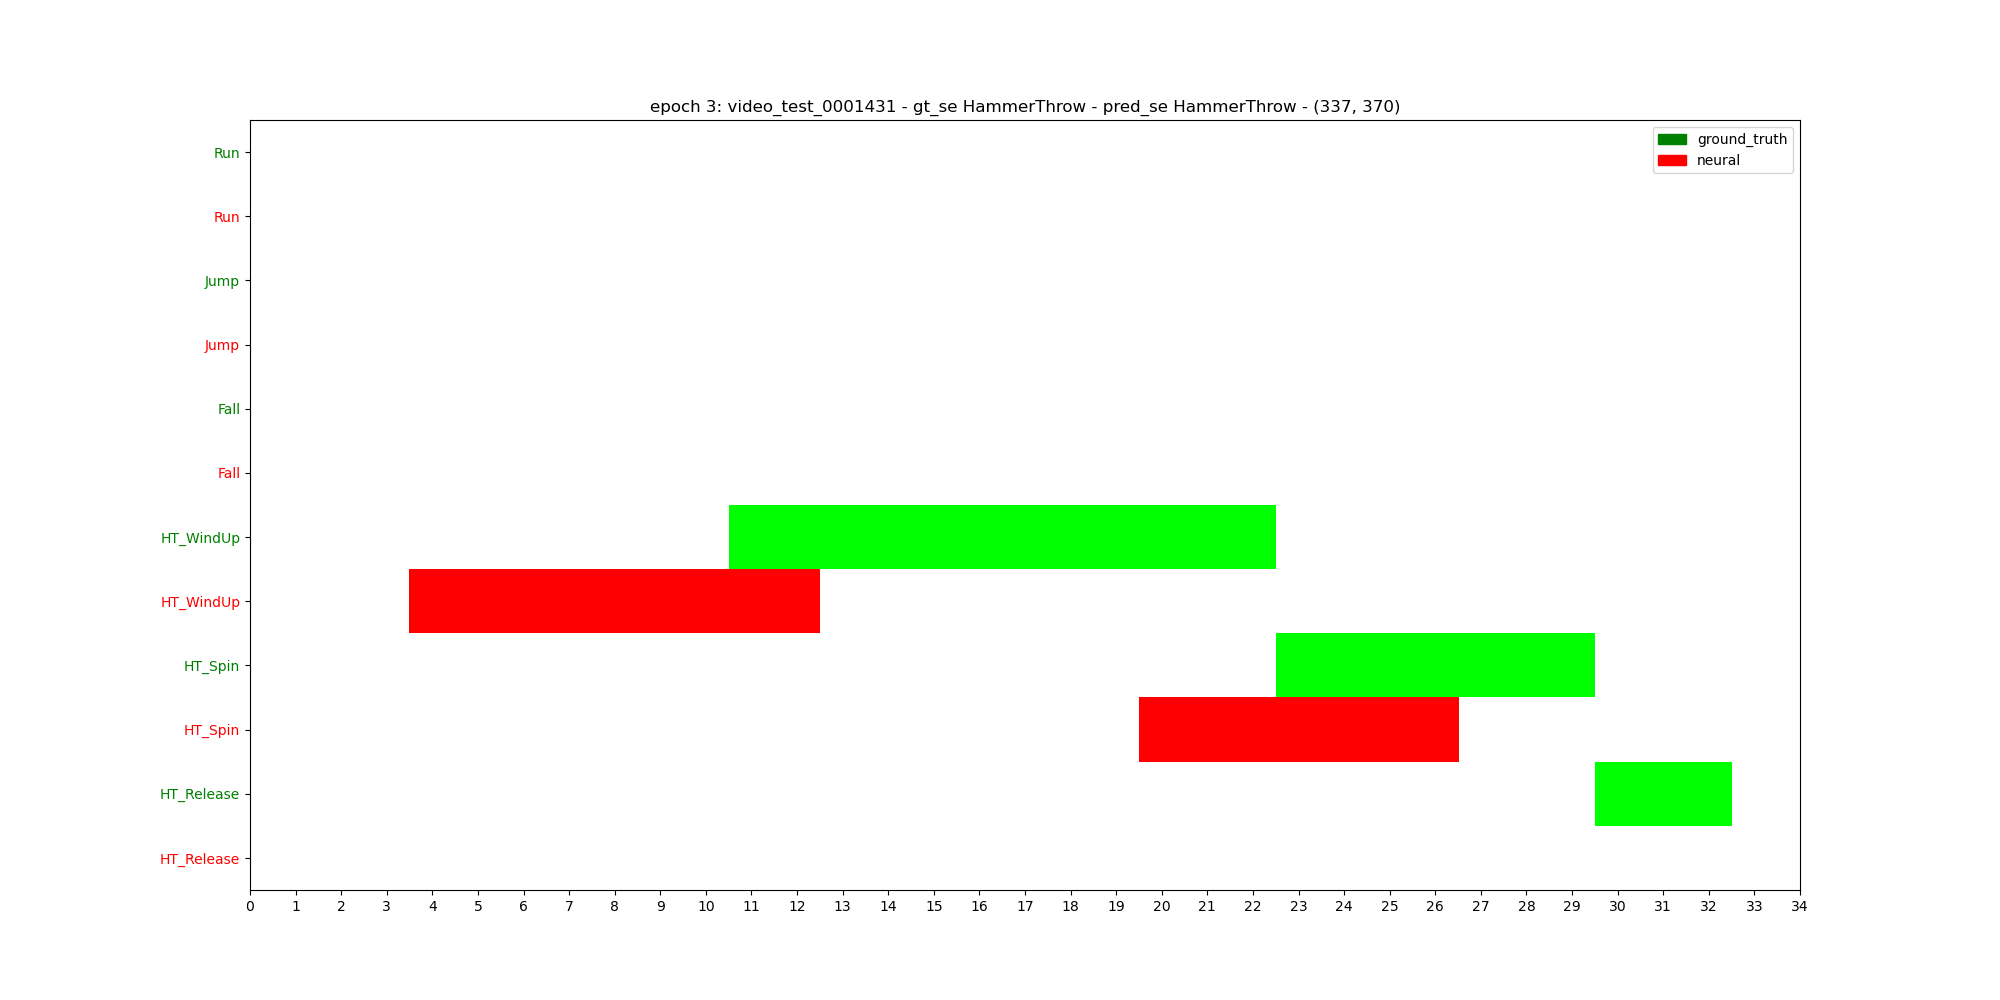 epoch 3: video_test_0001431 - gt_se HammerThrow - pred_se HammerThrow - (337, 370)
ground_truth
neural
Run
Run
Jump
Jump
Fall
Fall
HT_WindUp
HT_WindUp
HT_Spin
HT_Spin
HT_Release
HT_Release
0 1 2 3 4 5 6 7 8 9 10 11 12 13 14 15 16 17 18 19 20 21 22 23 24 25 26 27 28 29 30 31 32 33 34